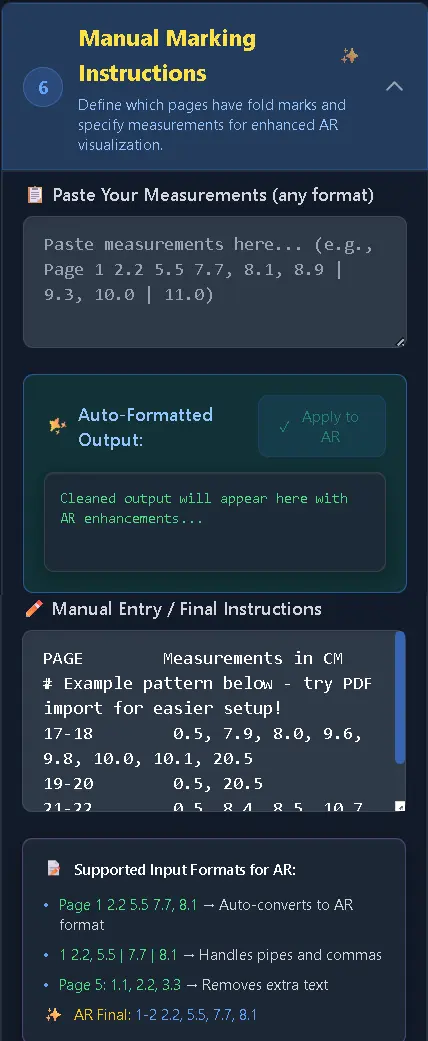 Manual Marking
Instructions
6
Define which pages have fold marks and
specify measurements for enhanced AR
visualization.
Paste Your Measurements (any format)
Paste measurements here... (e.g.,
Page 1 2.2 5.5 7.7, 8.1, 8.9 |
9.3, 10.0 | 11.0)
Auto-Formatted
Output:
✓ Apply to
AR
Cleaned output will appear here with
AR enhancements...
Manual Entry / Final Instructions
PAGE Measurements in CM
# Example pattern below - try PDF
import for easier setup!
17-18 0.5, 7.9, 8.0, 9.6,
9.8, 10.0, 10.1, 20.5
19-20 0.5, 20.5
21-22 0.5, 8.4, 8.5, 10.7
Supported Input Formats for AR:
• Page 1 2.2 5.5 7.7, 8.1 → Auto-converts to AR
format
• 1 2.2, 5.5 | 7.7 | 8.1 → Handles pipes and commas
• Page 5: 1.1, 2.2, 3.3 → Removes extra text
AR Final: 1-2 2.2, 5.5, 7.7, 8.1